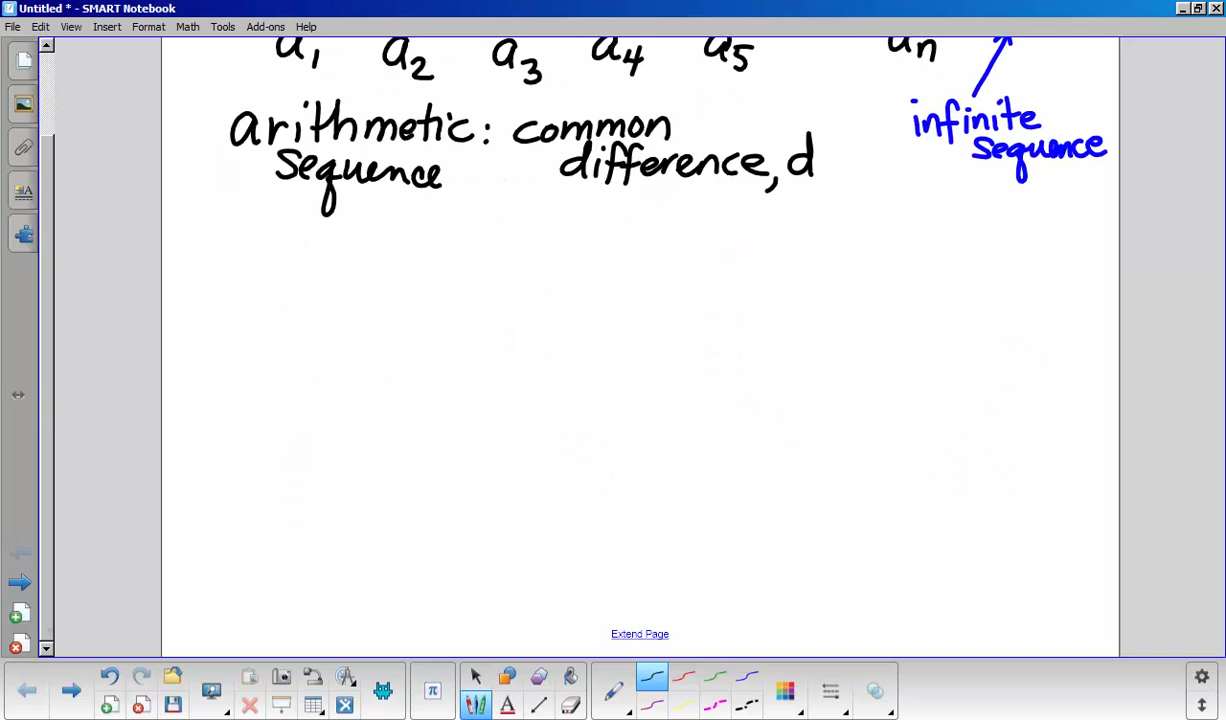 Untitled * - SMART Notebook
File Edit View Insert Format Math Tools Add-ons Help
a1 a2 a3 a4 a5 an
arithmetic: common infinite
sequence difference, d sequence
Extend Page